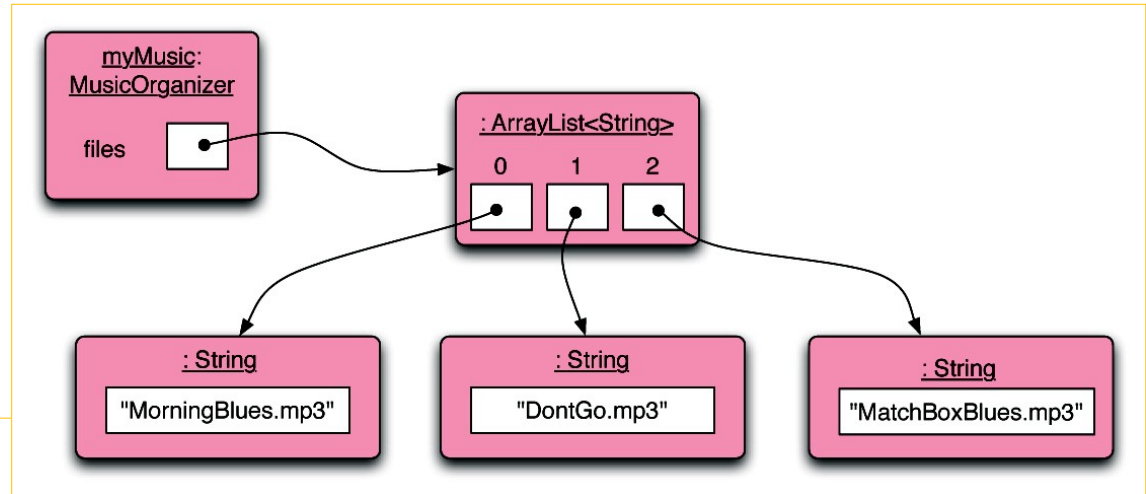 myMusic:
MusicOrganizer
files
: ArrayList<String>
0 1 2
: String
"MorningBlues.mp3"
: String
"DontGo.mp3"
: String
"MatchBoxBlues.mp3"